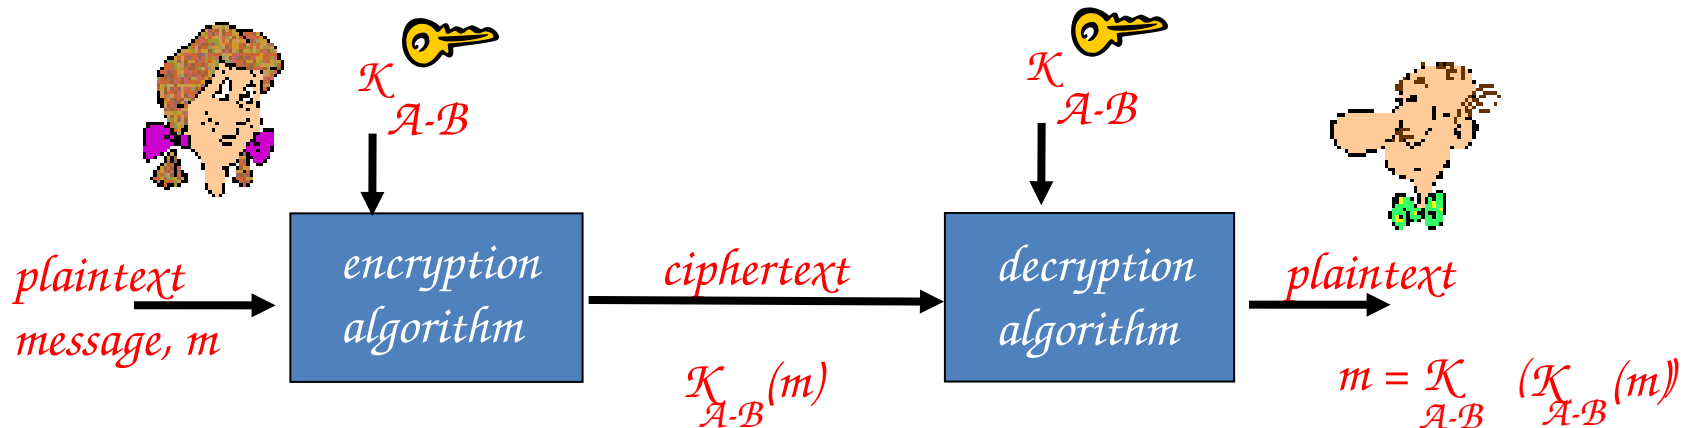 K
A-B
K
A-B
plaintext
message, m
encryption
algorithm
ciphertext
K
A-B
(m)
decryption
algorithm
plaintext
m = K
A-B
(K
A-B
(m))